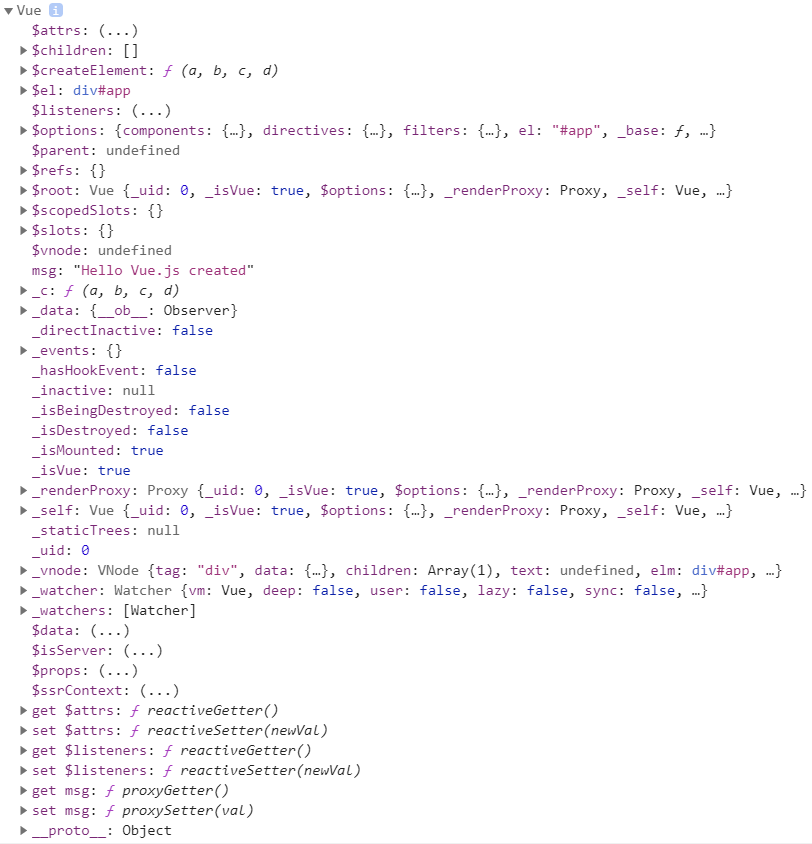 Vue i
$attrs: (...)
$children: []
$createElement: ƒ (a, b, c, d)
$el: div#app
$listeners: (...)
$options: {components: {…}, directives: {…}, filters: {…}, el: "#app", _base: ƒ, …}
$parent: undefined
$refs: {}
$root: Vue {_uid: 0, _isVue: true, $options: {…}, _renderProxy: Proxy, _self: Vue, …}
$scopedSlots: {}
$slots: {}
$vnode: undefined
msg: "Hello Vue.js created"
_c: ƒ (a, b, c, d)
_data: {__ob__: Observer}
_directInactive: false
_events: {}
_hasHookEvent: false
_inactive: null
_isBeingDestroyed: false
_isDestroyed: false
_isMounted: true
_isVue: true
_renderProxy: Proxy {_uid: 0, _isVue: true, $options: {…}, _renderProxy: Proxy, _self: Vue, …}
_self: Vue {_uid: 0, _isVue: true, $options: {…}, _renderProxy: Proxy, _self: Vue, …}
_staticTrees: null
_uid: 0
_vnode: VNode {tag: "div", data: {…}, children: Array(1), text: undefined, elm: div#app, …}
_watcher: Watcher {vm: Vue, deep: false, user: false, lazy: false, sync: false, …}
_watchers: [Watcher]
$data: (...)
$isServer: (...)
$props: (...)
$ssrContext: (...)
get $attrs: ƒ reactiveGetter()
set $attrs: ƒ reactiveSetter(newVal)
get $listeners: ƒ reactiveGetter()
set $listeners: ƒ reactiveSetter(newVal)
get msg: ƒ proxyGetter()
set msg: ƒ proxySetter(val)
__proto__: Object